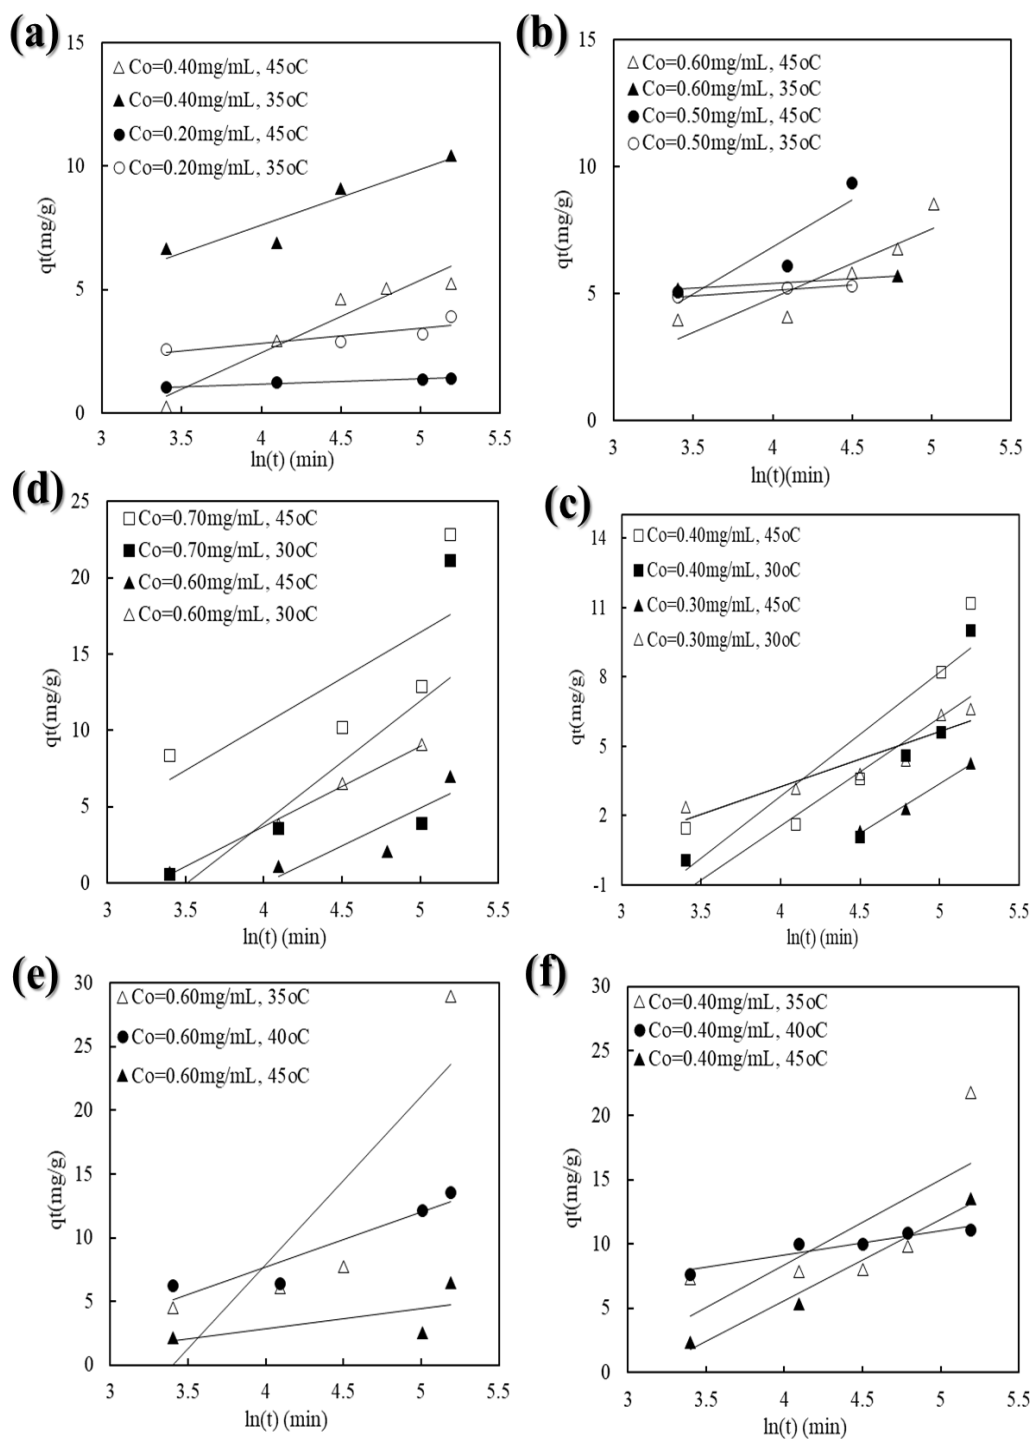 (a)
15
10
5
0
qt(mg/g)
Co=0.40mg/mL, 45oC
Co=0.40mg/mL, 35oC
Co=0.20mg/mL, 45oC
Co=0.20mg/mL, 35oC
3 3.5 4 4.5 5 5.5
ln(t) (min)
(b)
15
10
5
0
qt(mg/g)
Co=0.60mg/mL, 45oC
Co=0.60mg/mL, 35oC
Co=0.50mg/mL, 45oC
Co=0.50mg/mL, 35oC
3 3.5 4 4.5 5 5.5
ln(t)(min)
(d)
25
20
15
10
5
0
qt(mg/g)
Co=0.70mg/mL, 45oC
Co=0.70mg/mL, 30oC
Co=0.60mg/mL, 45oC
Co=0.60mg/mL, 30oC
3 3.5 4 4.5 5 5.5
ln(t) (min)
(c)
14
11
8
5
2
-1
qt(mg/g)
Co=0.40mg/mL, 45oC
Co=0.40mg/mL, 30oC
Co=0.30mg/mL, 45oC
Co=0.30mg/mL, 30oC
3 3.5 4 4.5 5 5.5
ln(t) (min)
(e)
30
25
20
15
10
5
0
qt(mg/g)
Co=0.60mg/mL, 35oC
Co=0.60mg/mL, 40oC
Co=0.60mg/mL, 45oC
3 3.5 4 4.5 5 5.5
ln(t) (min)
(f)
30
25
20
15
10
5
0
qt(mg/g)
Co=0.40mg/mL, 35oC
Co=0.40mg/mL, 40oC
Co=0.40mg/mL, 45oC
3 3.5 4 4.5 5 5.5
ln(t) (min)